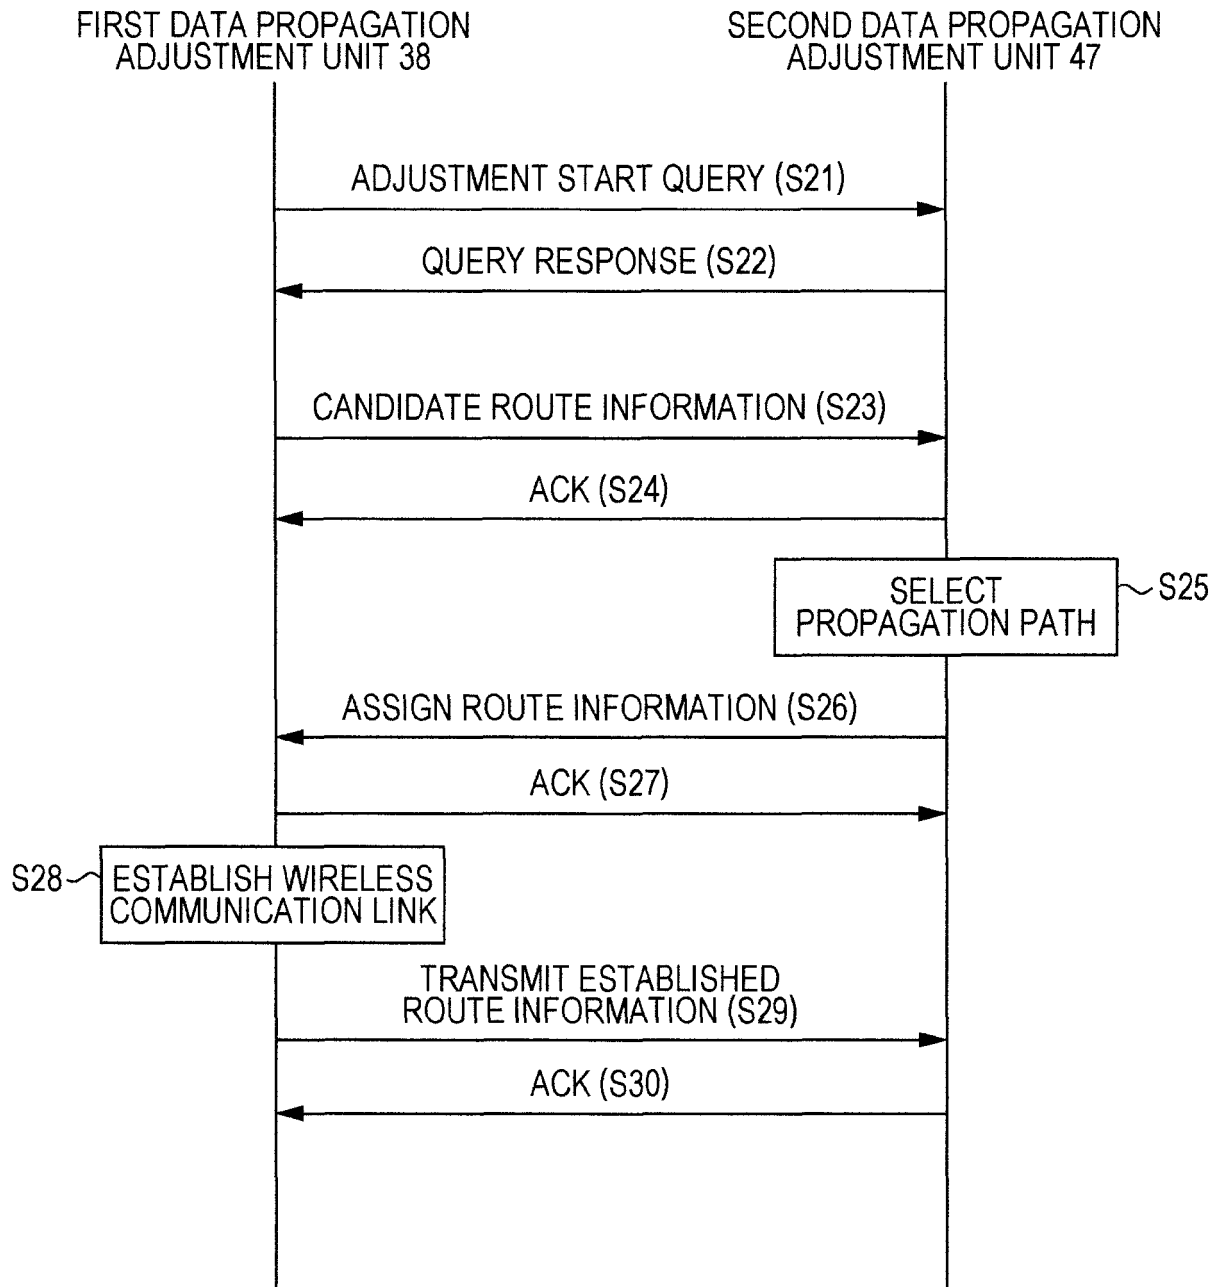 FIRST DATA PROPAGATION
ADJUSTMENT UNIT 38
SECOND DATA PROPAGATION
ADJUSTMENT UNIT 47
ADJUSTMENT START QUERY (S21)
QUERY RESPONSE (S22)
CANDIDATE ROUTE INFORMATION (S23)
ACK (S24)
SELECT
PROPAGATION PATH
S25
ASSIGN ROUTE INFORMATION (S26)
ACK (S27)
S28
ESTABLISH WIRELESS
COMMUNICATION LINK
TRANSMIT ESTABLISHED
ROUTE INFORMATION (S29)
ACK (S30)